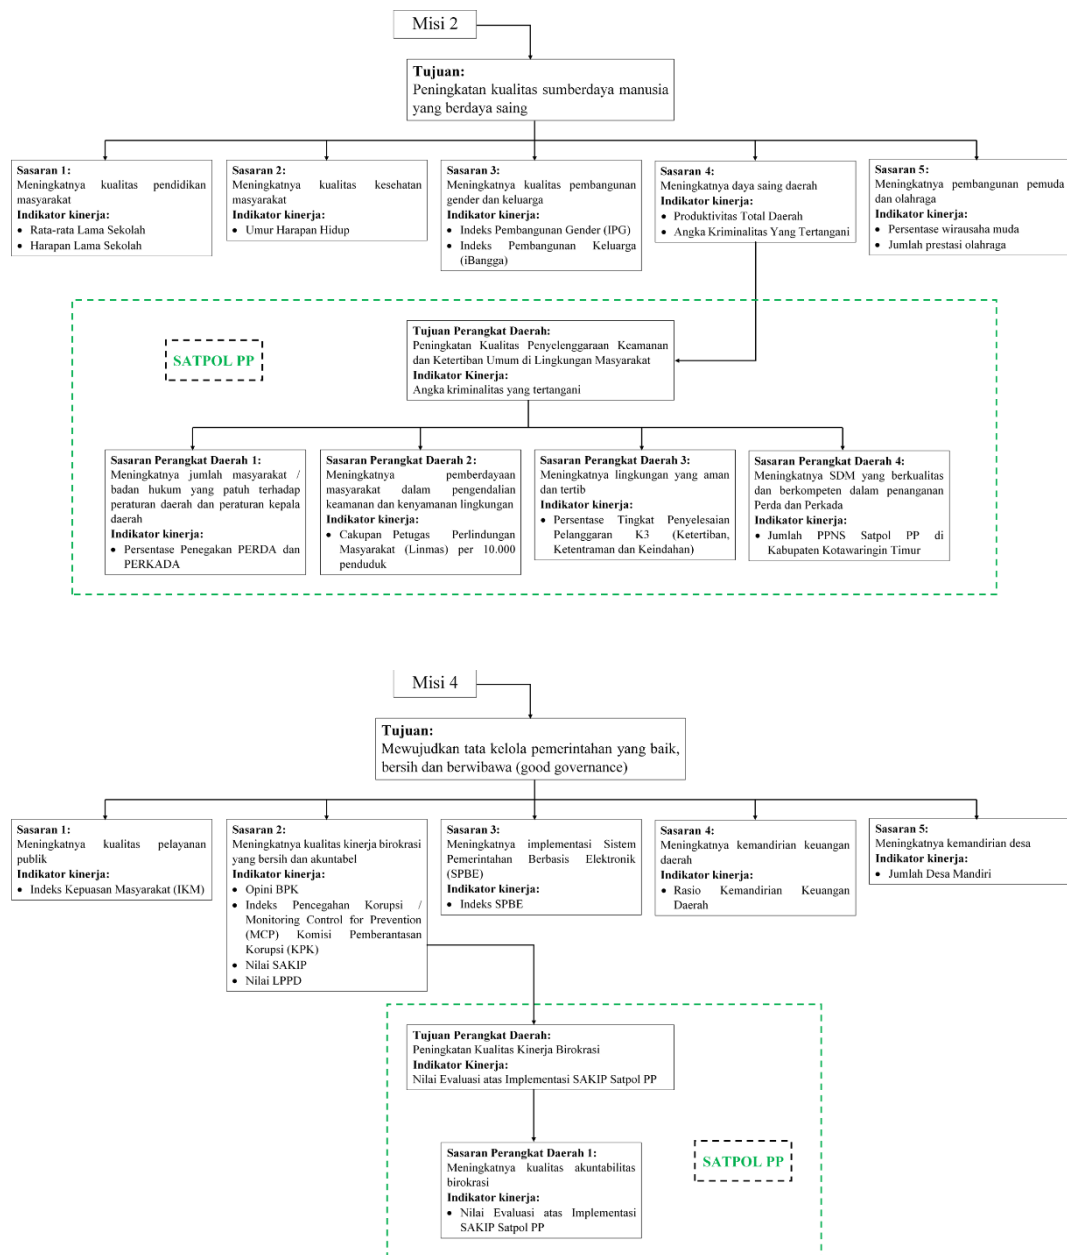 Misi 2
Tujuan:
Peningkatan kualitas sumberdaya manusia
yang berdaya saing
Sasaran 1:
Meningkatnya kualitas pendidikan
masyarakat
Indikator kinerja:
• Rata-rata Lama Sekolah
• Harapan Lama Sekolah
Sasaran 2:
Meningkatnya kualitas kesehatan
masyarakat
Indikator kinerja:
• Umur Harapan Hidup
Sasaran 3:
Meningkatnya kualitas pembangunan
gender dan keluarga
Indikator kinerja:
• Indeks Pembangunan Gender (IPG)
• Indeks Pembangunan Keluarga
(iBangga)
Sasaran 4:
Meningkatnya daya saing daerah
Indikator kinerja:
• Produktivitas Total Daerah
• Angka Kriminalitas Yang Tertangani
Sasaran 5:
Meningkatnya pembangunan pemuda
dan olahraga
Indikator kinerja:
• Persentase wirausaha muda
• Jumlah prestasi olahraga
SATPOL PP
Tujuan Perangkat Daerah:
Peningkatan Kualitas Penyelenggaraan Keamanan
dan Ketertiban Umum di Lingkungan Masyarakat
Indikator Kinerja:
Angka kriminalitas yang tertangani
Sasaran Perangkat Daerah 1:
Meningkatnya jumlah masyarakat /
badan hukum yang patuh terhadap
peraturan daerah dan peraturan kepala
daerah
Indikator kinerja:
• Persentase Penegakan PERDA dan
PERKADA
Sasaran Perangkat Daerah 2:
Meningkatnya pemberdayaan
masyarakat dalam pengendalian
keamanan dan kenyamanan lingkungan
Indikator kinerja:
• Cakupan Petugas Perlindungan
Masyarakat (Linmas) per 10.000
penduduk
Sasaran Perangkat Daerah 3:
Meningkatnya lingkungan yang aman
dan tertib
Indikator kinerja:
• Persentase Tingkat Penyelesaian
Pelanggaran K3 (Ketertiban,
Ketentraman dan Keindahan)
Sasaran Perangkat Daerah 4:
Meningkatnya SDM yang berkualitas
dan berkompeten dalam penanganan
Perda dan Perkada
Indikator kinerja:
• Jumlah PPNS Satpol PP di
Kabupaten Kotawaringin Timur
Misi 4
Tujuan:
Mewujudkan tata kelola pemerintahan yang baik,
bersih dan berwibawa (good governance)
Sasaran 1:
Meningkatnya kualitas pelayanan
publik
Indikator kinerja:
• Indeks Kepuasan Masyarakat (IKM)
Sasaran 2:
Meningkatnya kualitas kinerja birokrasi
yang bersih dan akuntabel
Indikator kinerja:
• Opini BPK
• Indeks Pencegahan Korupsi /
Monitoring Control for Prevention
(MCP) Komisi Pemberantasan
Korupsi (KPK)
• Nilai SAKIP
• Nilai LPPD
Sasaran 3:
Meningkatnya implementasi Sistem
Pemerintahan Berbasis Elektronik
(SPBE)
Indikator kinerja:
• Indeks SPBE
Sasaran 4:
Meningkatnya kemandirian keuangan
daerah
Indikator kinerja:
• Rasio Kemandirian Keuangan
Daerah
Sasaran 5:
Meningkatnya kemandirian desa
Indikator kinerja:
• Jumlah Desa Mandiri
Tujuan Perangkat Daerah:
Peningkatan Kualitas Kinerja Birokrasi
Indikator Kinerja:
Nilai Evaluasi atas Implementasi SAKIP Satpol PP
Sasaran Perangkat Daerah 1:
Meningkatnya kualitas akuntabilitas
birokrasi
Indikator kinerja:
• Nilai Evaluasi atas Implementasi
SAKIP Satpol PP
SATPOL PP